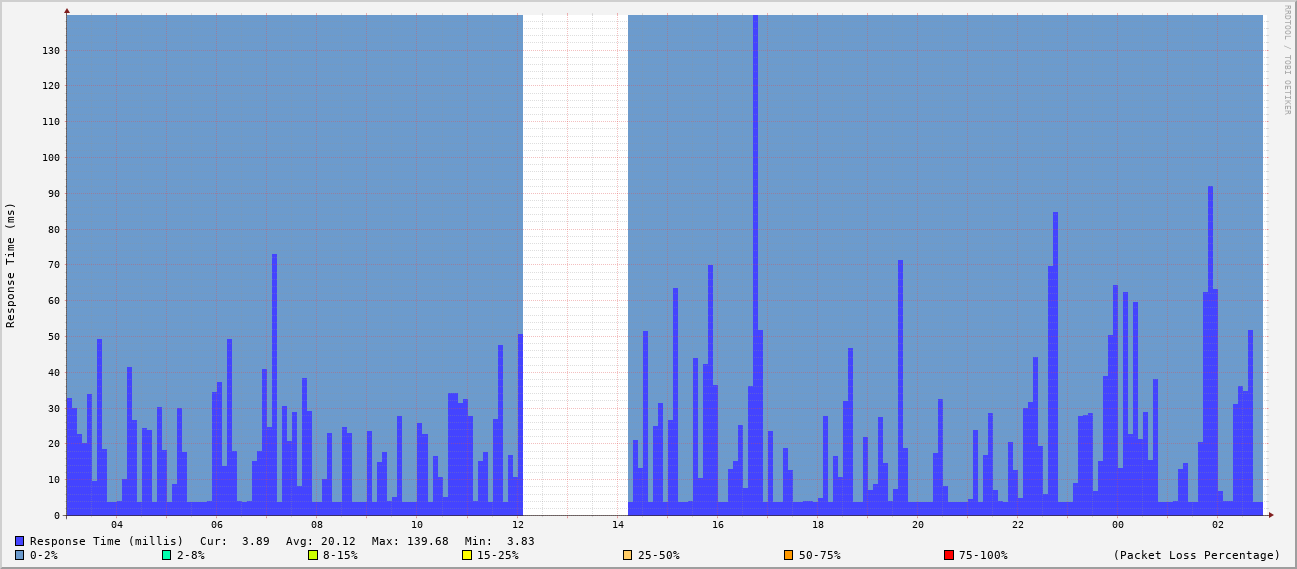 RRDTOOL / TOBI OETIKER
Response Time (ms)
130
120
110
100
90
80
70
60
50
40
30
20
10
0
04 06 08 10 12 14 16 18 20 22 00 02
Response Time (millis) Cur: 3.89 Avg: 20.12 Max: 139.68 Min: 3.83
0-2% 2-8% 8-15% 15-25% 25-50% 50-75% 75-100% (Packet Loss Percentage)